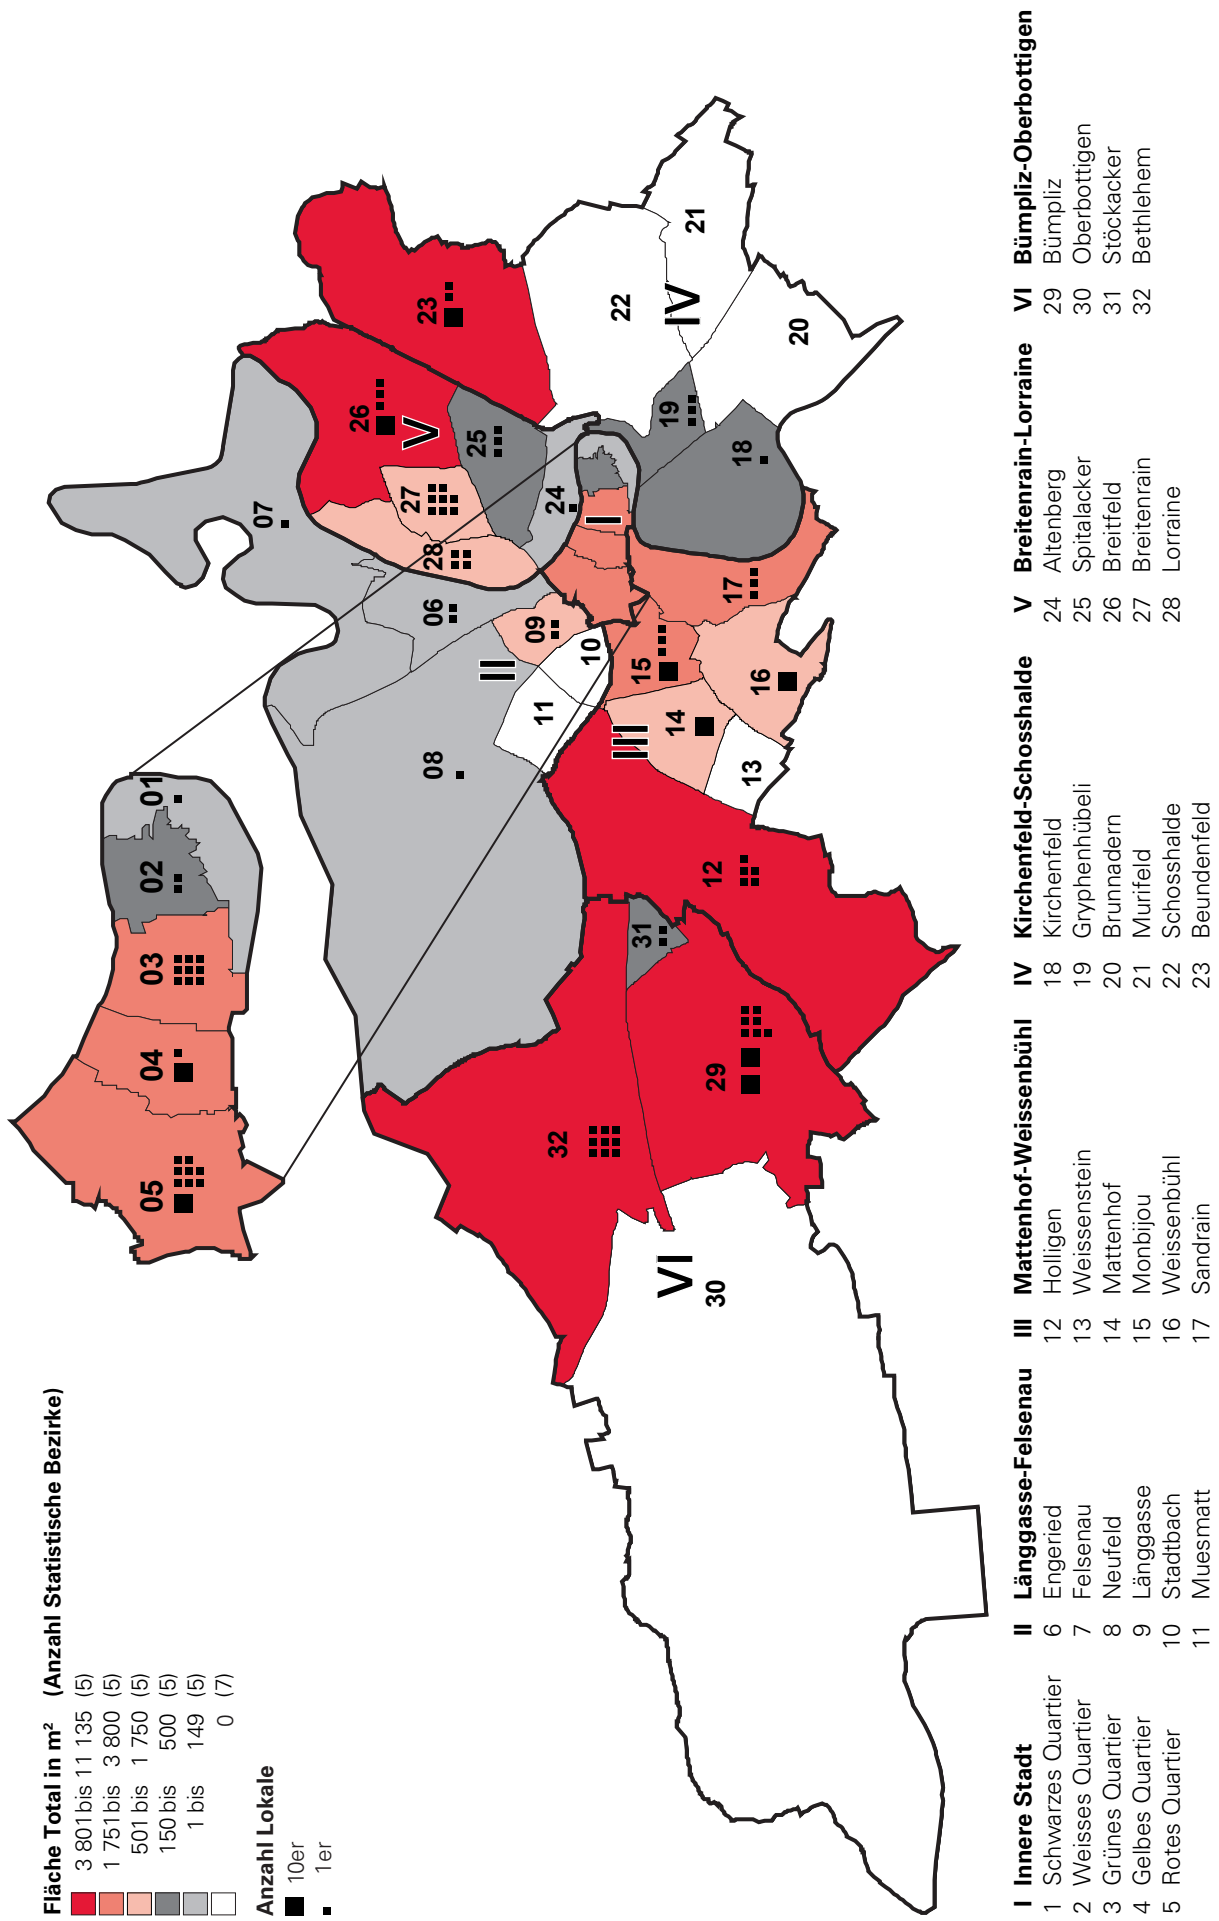 Fläche Total in m² (Anzahl Statistische Bezirke)
3 801 bis 11 135 (5)
1 751 bis 3 800 (5)
501 bis 1 750 (5)
150 bis 500 (5)
1 bis 149 (5)
0 (7)
Anzahl Lokale
10er
1er
05
04
03
02
01
07
06
08
09
10
11
II
28
27
26
V
25
24
I
23
22
21
IV
20
19
18
17
16
15
14
III
13
12
31
29
32
VI
30
I Innere Stadt
1 Schwarzes Quartier
2 Weisses Quartier
3 Grünes Quartier
4 Gelbes Quartier
5 Rotes Quartier
II Länggasse-Felsenau
6 Engeried
7 Felsenau
8 Neufeld
9 Länggasse
10 Stadtbach
11 Muesmatt
III Mattenhof-Weissenbühl
12 Holligen
13 Weissenstein
14 Mattenhof
15 Monbijou
16 Weissenbühl
17 Sandrain
IV Kirchenfeld-Schosshalde
18 Kirchenfeld
19 Gryphenhübeli
20 Brunnadern
21 Murifeld
22 Schosshalde
23 Beundenfeld
V Breitenrain-Lorraine
24 Altenberg
25 Spitalacker
26 Breitfeld
27 Breitenrain
28 Lorraine
VI Bümpliz-Oberbottigen
29 Bümpliz
30 Oberbottigen
31 Stöckacker
32 Bethlehem